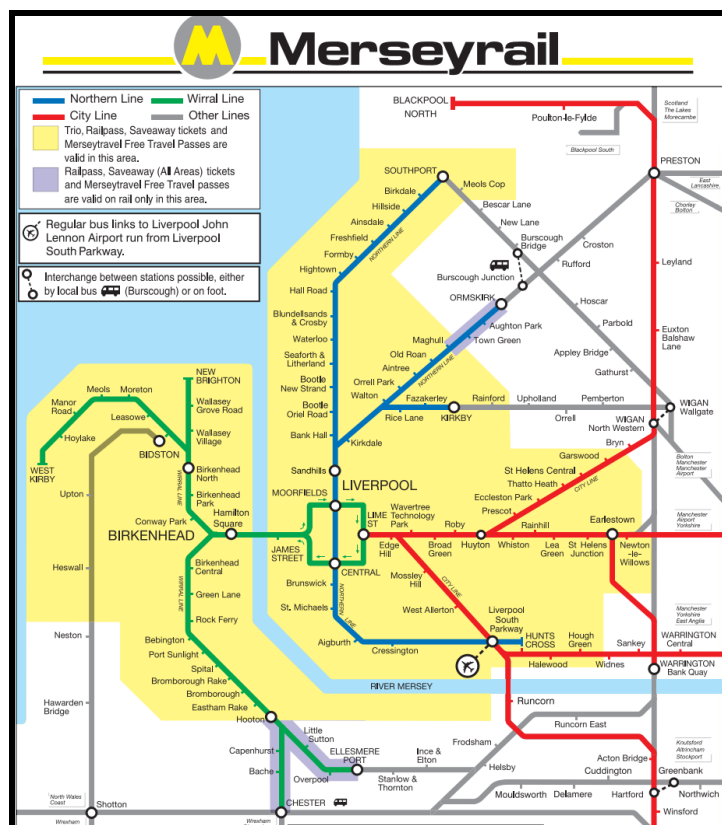 Merseyrail
Northern Line
Wirral Line
City Line
Other Lines
Trio, Railpass, Saveaway tickets and
Merseytravel Free Travel Passes are
valid in this area.
Railpass, Saveaway (All Areas) tickets
and Merseytravel Free Travel passes
are valid on rail only in this area.
Regular bus links to Liverpool John
Lennon Airport run from Liverpool
South Parkway.
Interchange between stations possible, either
by local bus (Burscough) or on foot.
BLACKPOOL
NORTH
Poulton-le-Fylde
Blackpool South
Scotland
The Lakes
Morecambe
PRESTON
East
Lancashire
Chorley
Bolton
SOUTHPORT
Meols Cop
Birkdale
Bescar Lane
Hillside
New Lane
Ainsdale
Burscough
Bridge
Freshfield
NORTHERN LINE
Croston
Formby
Rufford
Hightown
Burscough Junction
Leyland
Hall Road
ORMSKIRK
Hoscar
Blundellsands
& Crosby
Aughton Park
Parbold
Euxton
Balshaw
Lane
Waterloo
Maghull
Town Green
Appley Bridge
Seaforth &
Litherland
Old Roan
NORTHERN LINE
Gathurst
Aintree
Bootle
New Strand
Orrell Park
Walton
Fazakerley
Rainford
Upholland
Pemberton
WIGAN
Wallgate
Bootle
Oriel Road
Rice Lane
KIRKBY
Orrell
WIGAN
North Western
Bank Hall
Kirkdale
Bryn
NEW
BRIGHTON
Meols
Moreton
Manor
Road
Leasowe
Wallasey
Grove Road
Hoylake
Wallasey
Village
BIDSTON
WEST
KIRBY
Birkenhead
North
Upton
WIRRAL LINE
Birkenhead
Park
Hamilton
Square
Conway Park
BIRKENHEAD
Sandhills
LIVERPOOL
MOORFIELDS
LIME
ST
JAMES
STREET
CENTRAL
Garswood
St Helens Central
Thatto Heath
CITY LINE
Eccleston Park
Prescot
Bolton
Manchester
Manchester
Airport
Wavertree
Technology
Park
Roby
Rainhill
Earlestown
Manchester
Airport
Yorkshire
Edge
Hill
Broad
Green
Huyton
Whiston
Lea
Green
St Helens
Junction
Newton
-le-
Willows
Heswall
Birkenhead
Central
Brunswick
Mossley
Hill
CITY LINE
Green Lane
WIRRAL LINE
St. Michaels
NORTHERN
LINE
West Allerton
Rock Ferry
Liverpool
South
Parkway
Manchester
Yorkshire
East Anglia
Neston
Bebington
Aigburth
HUNTS
CROSS
Hough
Green
Sankey
WARRINGTON
Central
Port Sunlight
Cressington
Halewood
Widnes
Spital
WARRINGTON
Bank Quay
Bromborough Rake
RIVER MERSEY
Hawarden
Bridge
Bromborough
Runcorn
Eastham Rake
Hooton
Little
Sutton
Runcorn East
Capenhurst
ELLESMERE
PORT
Ince &
Elton
Frodsham
Knutsford
Altrincham
Stockport
Acton Bridge
Helsby
Cuddington
Greenbank
Bache
Overpool
Stanlow &
Thornton
North Wales
Coast
Shotton
CHESTER
Mouldsworth
Delamere
Hartford
Northwich
Winsford
Wrexham
Wrexham